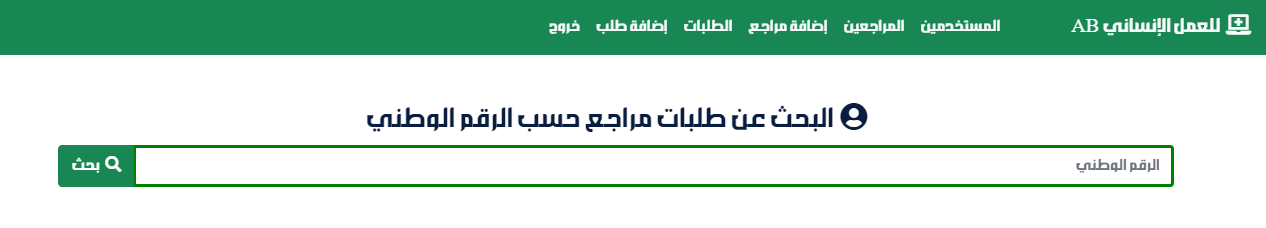 AB للعمل الإنساني
المستخدمين المراجعين إضافة مراجع الطلبات إضافة طلب خروج
البحث عن طلبات مراجع حسب الرقم الوطني
الرقم الوطني
بحث